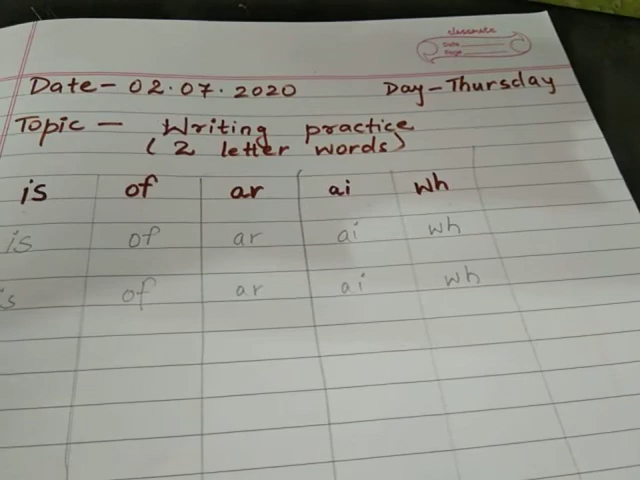 classmate
Date
Page
Date - 02.07.2020 Day - Thursday
Topic - Writing practice
( 2 letter words )
is of ar ai wh
is of ar ai wh
is of ar ai wh